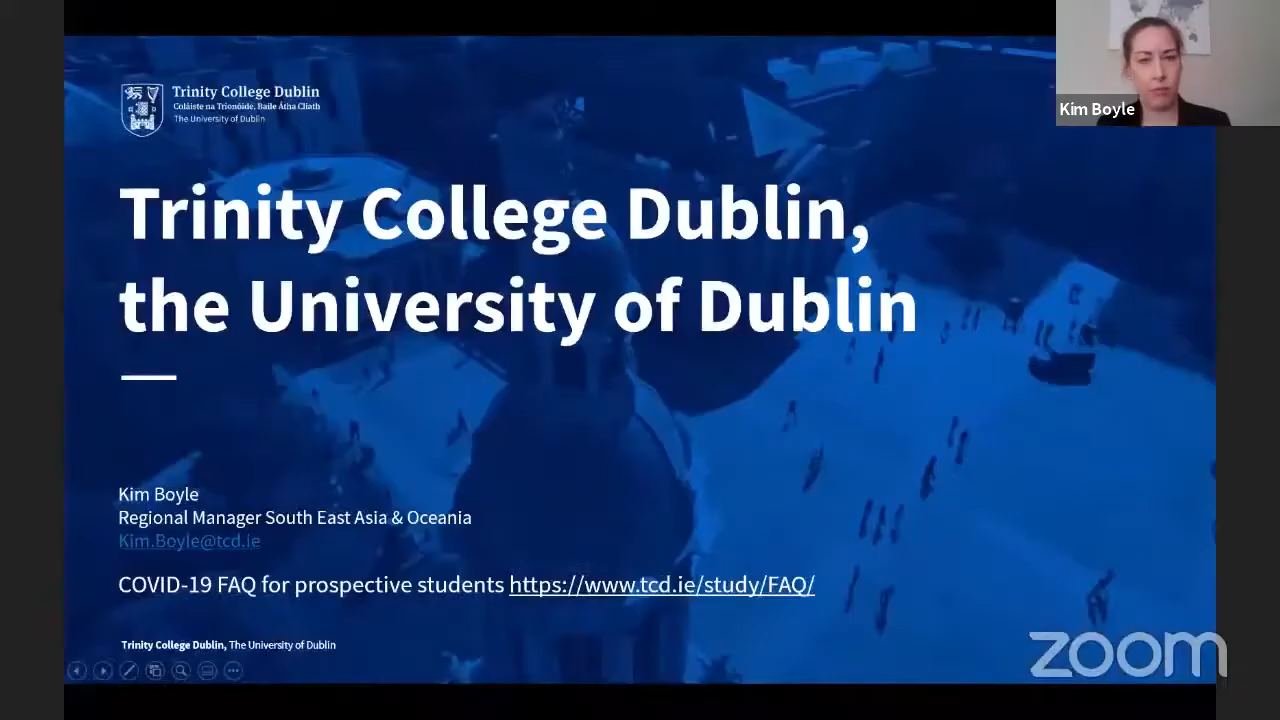 Trinity College Dublin
Coláiste na Tríonóide, Baile Átha Cliath
The University of Dublin
Kim Boyle
Trinity College Dublin,
the University of Dublin
Kim Boyle
Regional Manager South East Asia & Oceania
Kim.Boyle@tcd.ie
COVID-19 FAQ for prospective students https://www.tcd.ie/study/FAQ/
Trinity College Dublin, The University of Dublin
zoom